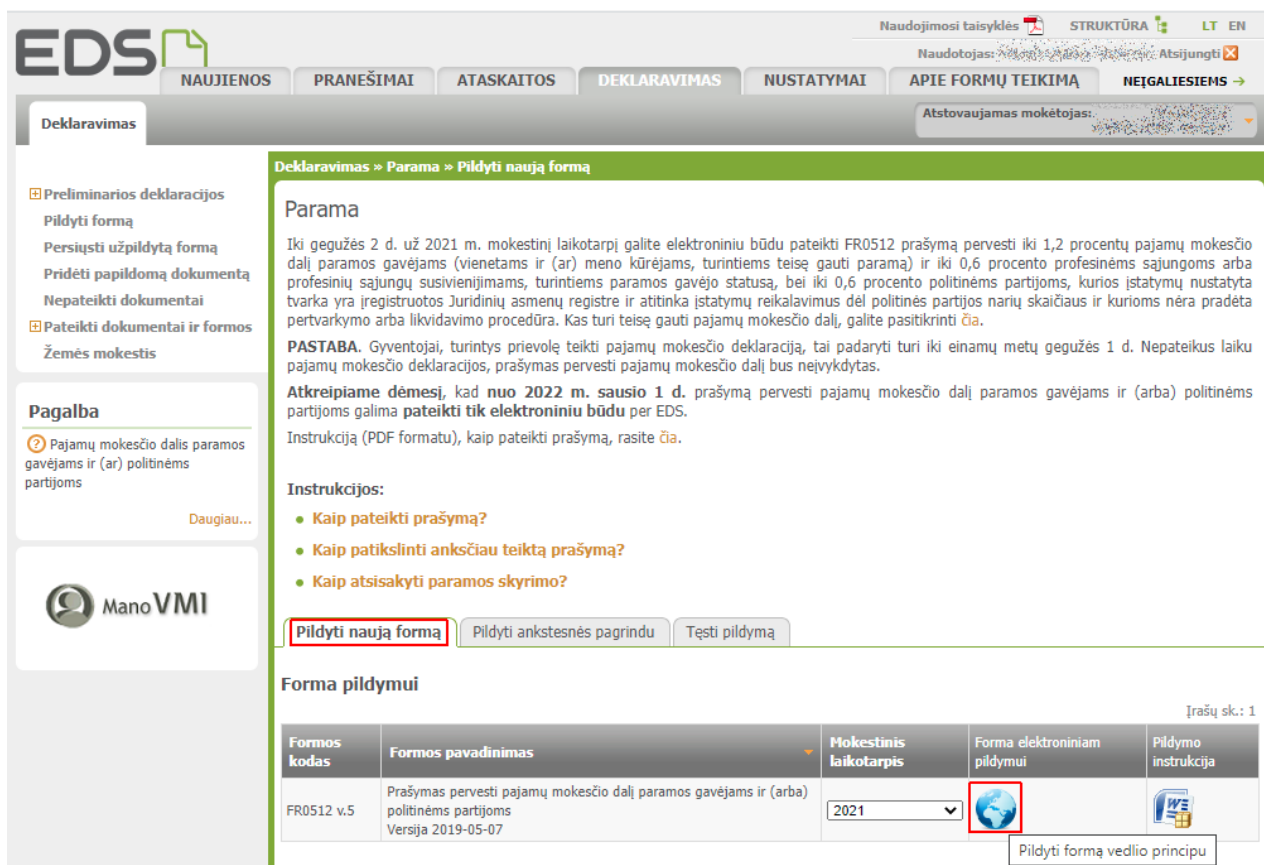 Naudojimosi taisyklės STRUKTŪRA LT EN
EDS
Naudotojas: Atsijungti
NAUJIENOS PRANEŠIMAI ATASKAITOS DEKLARAVIMAS NUSTATYMAI APIE FORMŲ TEIKIMĄ NEĮGALIESIEMS →
Deklaravimas
Atstovaujamas mokėtojas:
Deklaravimas » Parama » Pildyti naują formą
Preliminarios deklaracijos
Pildyti formą
Persiųsti užpildytą formą
Pridėti papildomą dokumentą
Nepateikti dokumentai
Pateikti dokumentai ir formos
Žemės mokestis
Pagalba
Pajamų mokesčio dalis paramos
gavėjams ir (ar) politinėms
partijoms
Daugiau...
Mano VMI
Parama
Iki gegužės 2 d. už 2021 m. mokestinį laikotarpį galite elektroniniu būdu pateikti FR0512 prašymą pervesti iki 1,2 procentų pajamų mokesčio
dalį paramos gavėjams (vienetams ir (ar) meno kūrėjams, turintiems teisę gauti paramą) ir iki 0,6 procento profesinėms sąjungoms arba
profesinių sąjungų susivienijimams, turintiems paramos gavėjo statusą, bei iki 0,6 procento politinėms partijoms, kurios įstatymų nustatyta
tvarka yra įregistruotos Juridinių asmenų registre ir atitinka įstatymų reikalavimus dėl politinės partijos narių skaičiaus ir kurioms nėra pradėta
pertvarkymo arba likvidavimo procedūra. Kas turi teisę gauti pajamų mokesčio dalį, galite pasitikrinti čia.
PASTABA. Gyventojai, turintys prievolę teikti pajamų mokesčio deklaraciją, tai padaryti turi iki einamų metų gegužės 1 d. Nepateikus laiku
pajamų mokesčio deklaracijos, prašymas pervesti pajamų mokesčio dalį bus neįvykdytas.
Atkreipiame dėmesį, kad nuo 2022 m. sausio 1 d. prašymą pervesti pajamų mokesčio dalį paramos gavėjams ir (arba) politinėms
partijoms galima pateikti tik elektroniniu būdu per EDS.
Instrukciją (PDF formatu), kaip pateikti prašymą, rasite čia.
Instrukcijos:
• Kaip pateikti prašymą?
• Kaip patikslinti anksčiau teiktą prašymą?
• Kaip atsisakyti paramos skyrimo?
Pildyti naują formą Pildyti ankstesnės pagrindu Tęsti pildymą
Forma pildymui
Įrašų sk.: 1
Formos kodas Formos pavadinimas Mokestinis laikotarpis Forma elektroniniam pildymui Pildymo instrukcija
FR0512 v.5 Prašymas pervesti pajamų mokesčio dalį paramos gavėjams ir (arba)
politinėms partijoms
Versija 2019-05-07
2021
Pildyti formą vedlio principu